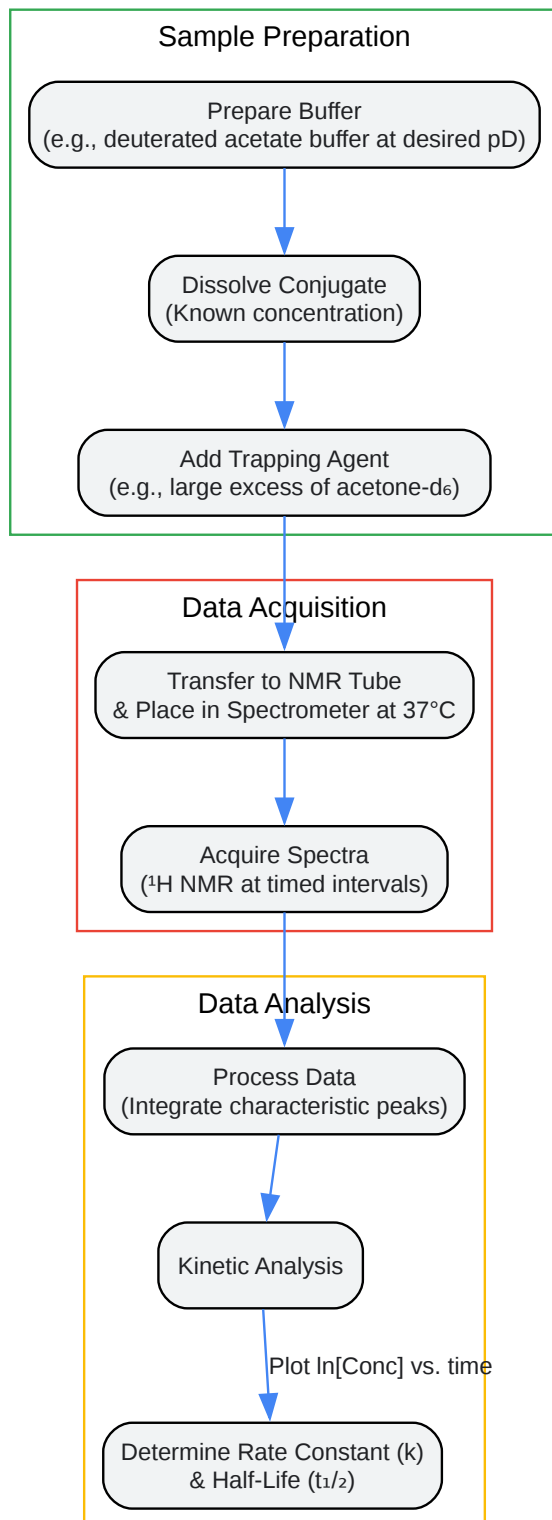 Sample Preparation
Prepare Buffer
(e.g., deuterated acetate buffer at desired pD)
Dissolve Conjugate
(Known concentration)
Add Trapping Agent
(e.g., large excess of acetone-d₆)
Data Acquisition
Transfer to NMR Tube
& Place in Spectrometer at 37°C
Acquire Spectra
(¹H NMR at timed intervals)
Data Analysis
Process Data
(Integrate characteristic peaks)
Kinetic Analysis
Plot ln[Conc] vs. time
Determine Rate Constant (k)
& Half-Life (t₁/₂)